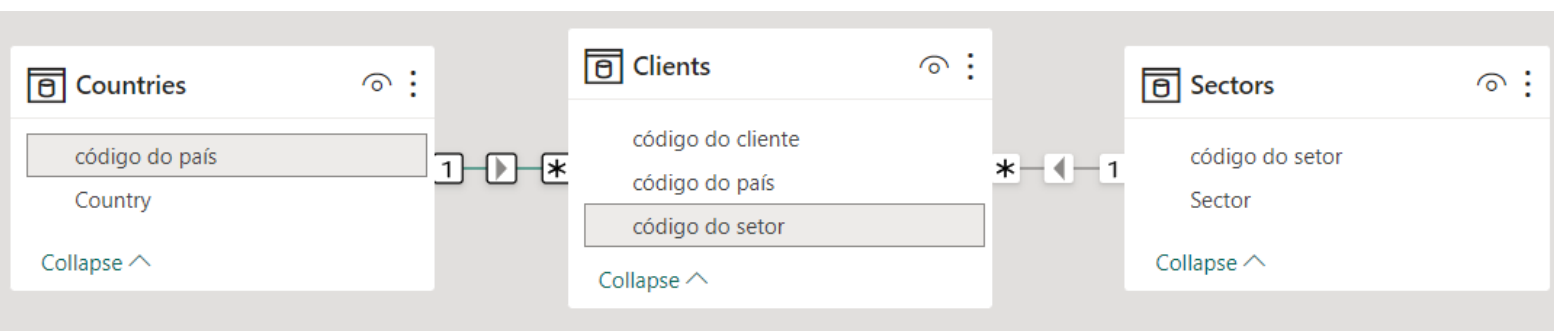 Countries
código do país
Country
Collapse
1
*
Clients
código do cliente
código do país
código do setor
Collapse
*
1
Sectors
código do setor
Sector
Collapse